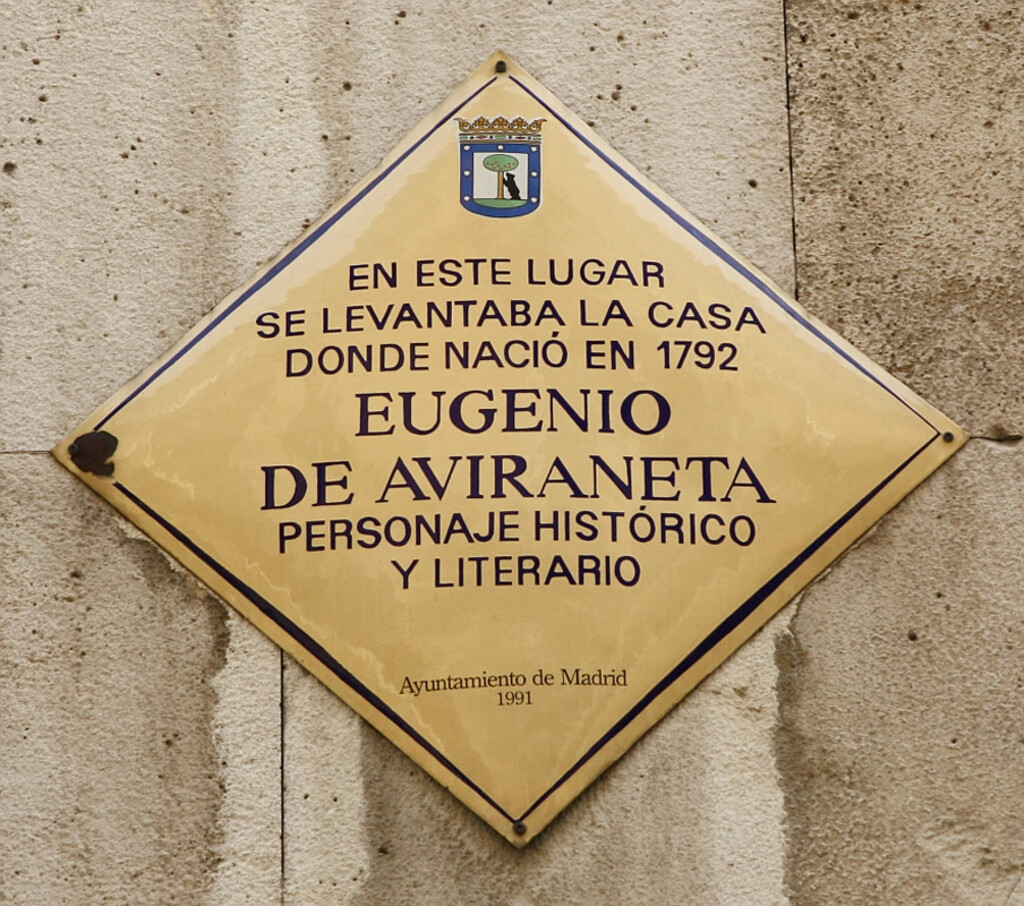 EN ESTE LUGAR
SE LEVANTABA LA CASA
DONDE NACIÓ EN 1792
EUGENIO
DE AVIRANETA
PERSONAJE HISTÓRICO
Y LITERARIO
Ayuntamiento de Madrid
1991